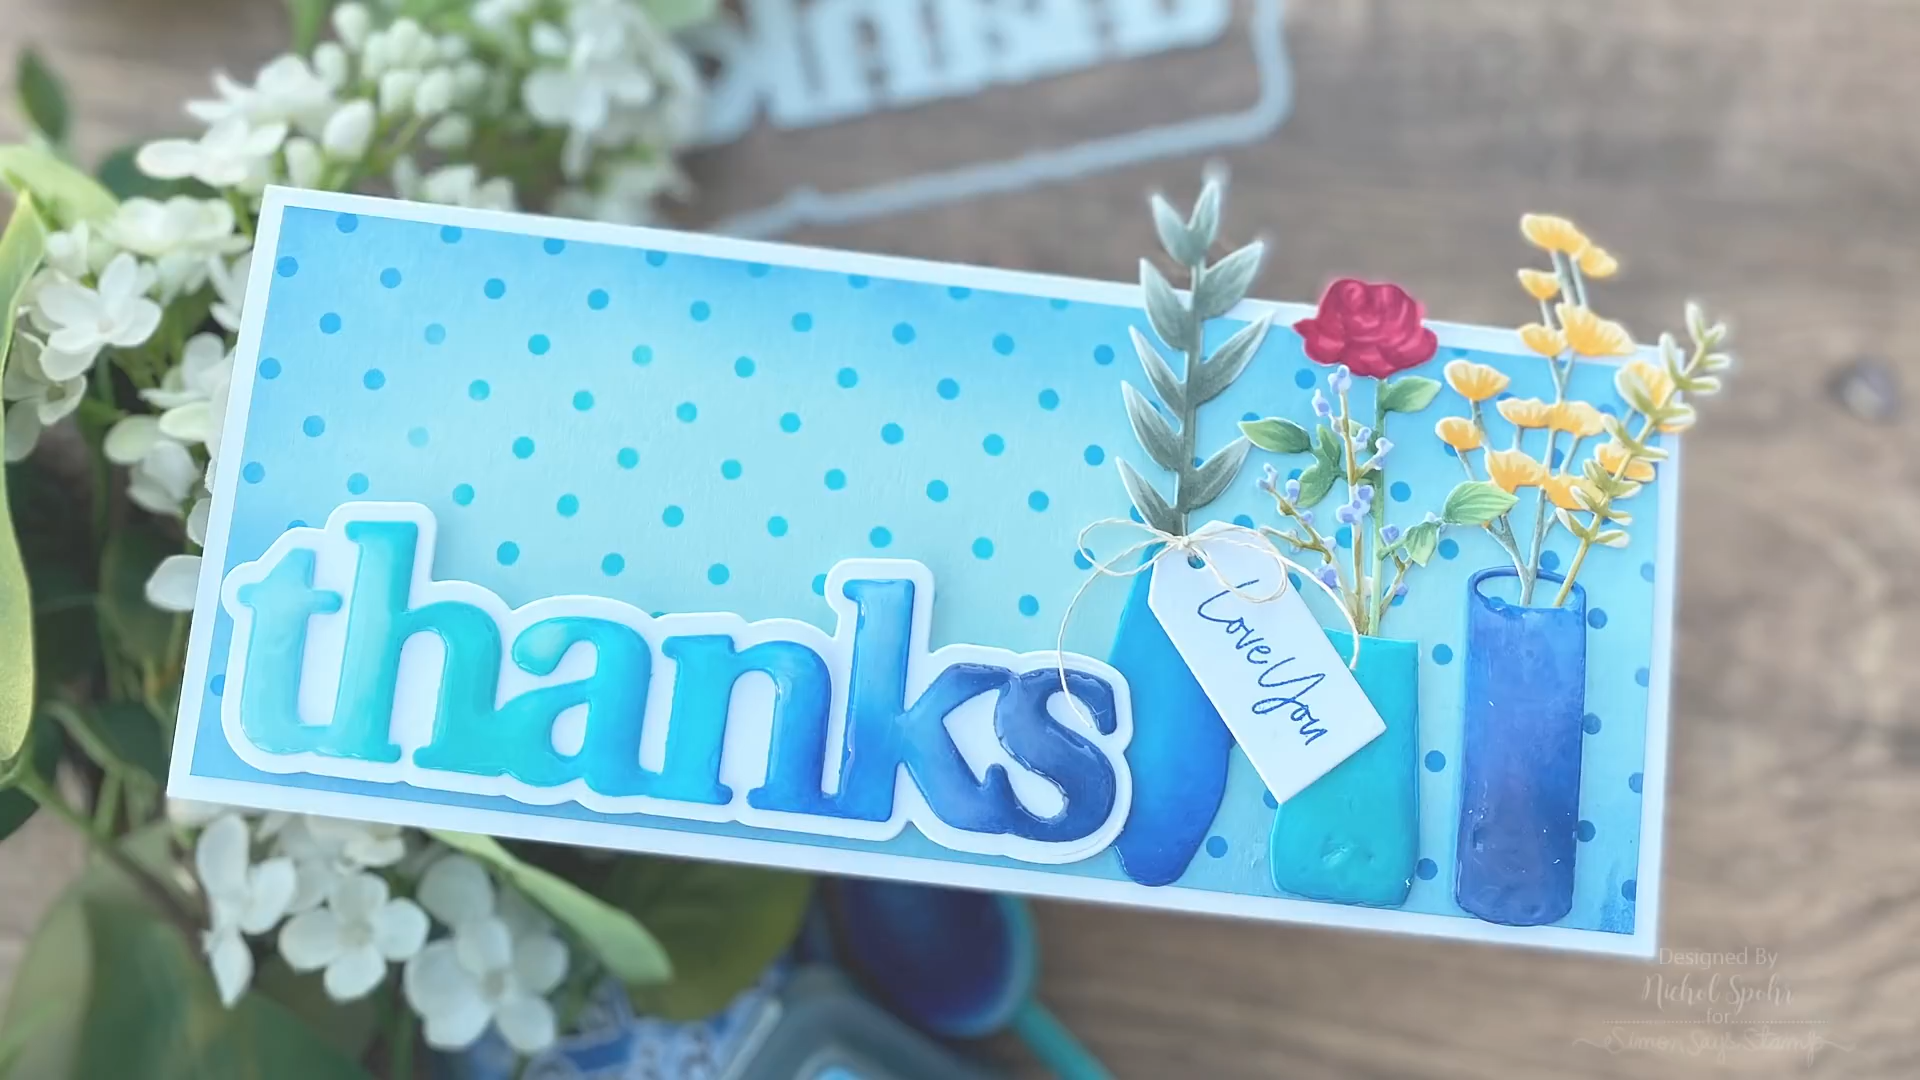 thanks
Love You
Designed By
Nichol Spohr
for
Simon Says Stamp